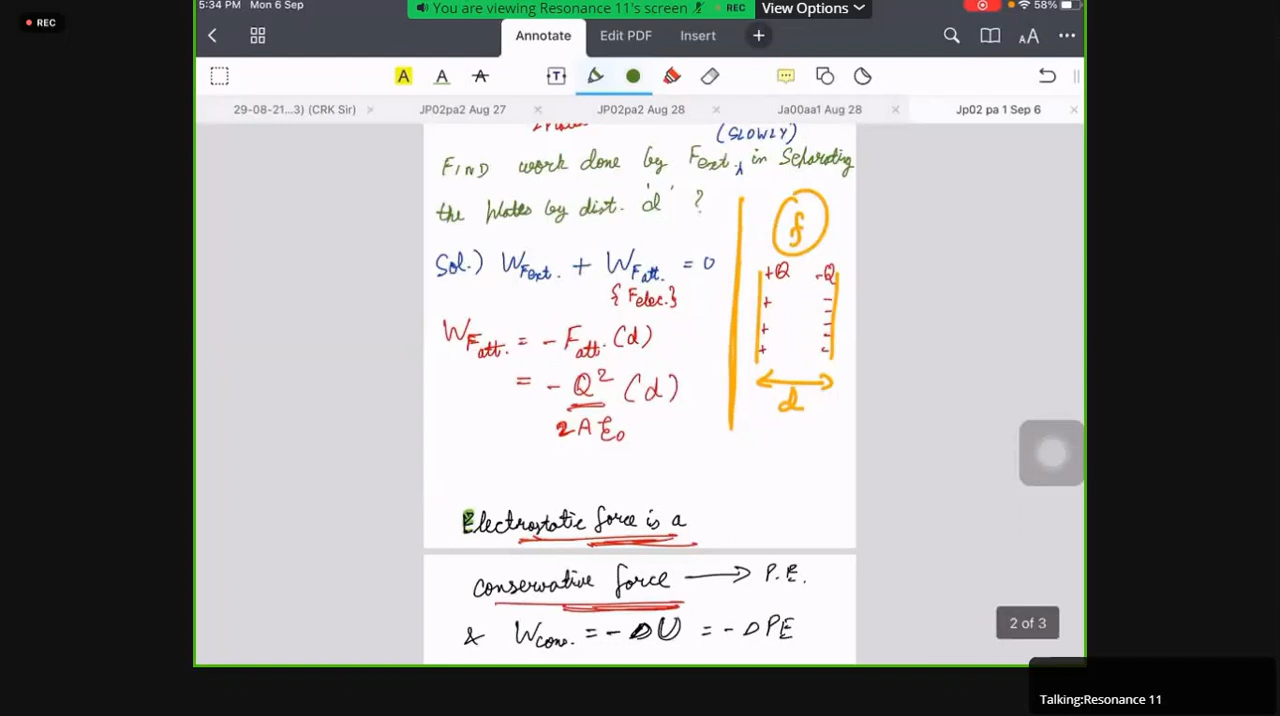 5:34 PM Mon 6 Sep
You are viewing Resonance 11's screen
REC
View Options
58%
REC
Annotate
Edit PDF
Insert
+
AA
A A A T
29-08-21...3) (CRK Sir) ×
JP02pa2 Aug 27 ×
JP02pa2 Aug 28 ×
Ja00aa1 Aug 28 ×
Jp02 pa 1 Sep 6 ×
(SLOWLY)
FIND work done by Fext. in Separating
the plates by dist. 'd' ?
Sol.) WFext. + WFatt. = 0
{Felec.}
WFatt. = - Fatt. (d)
= - Q² (d)
2Aε₀
f
+Q -Q
+ -
+ -
+ -
d
Electrostatic force is a
conservative force → P.E.
& Wcons. = - ΔU = - ΔPE
2 of 3
Talking:Resonance 11